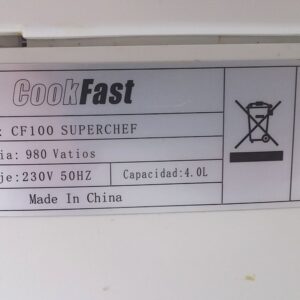 CookFast
: CF100 SUPERCHEF
ia: 980 Vatios
je:230V 50HZ Capacidad:4.0L
Made In China